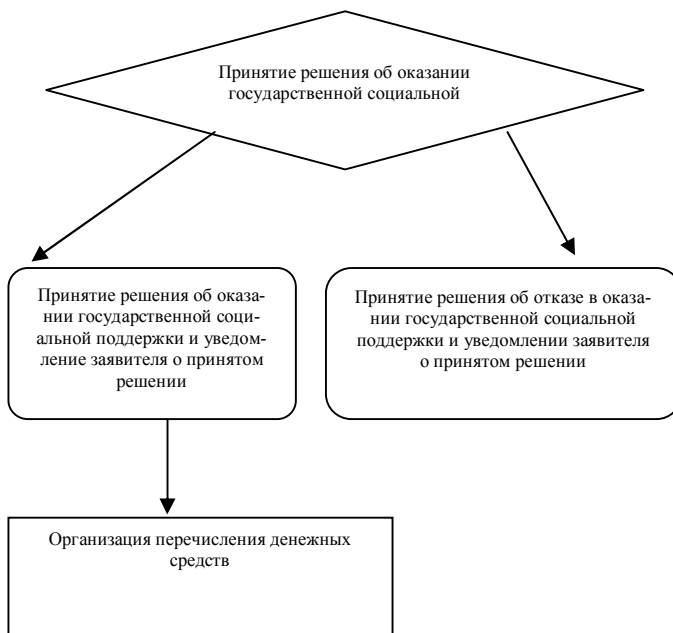 Принятие решения об оказании
государственной социальной
Принятие решения об оказа-
нии государственной соци-
альной поддержки и уведом-
ление заявителя о принятом
решении
Принятие решения об отказе в оказа-
нии государственной социальной
поддержки и уведомлении заявителя
о принятом решении
Организация перечисления денежных
средств